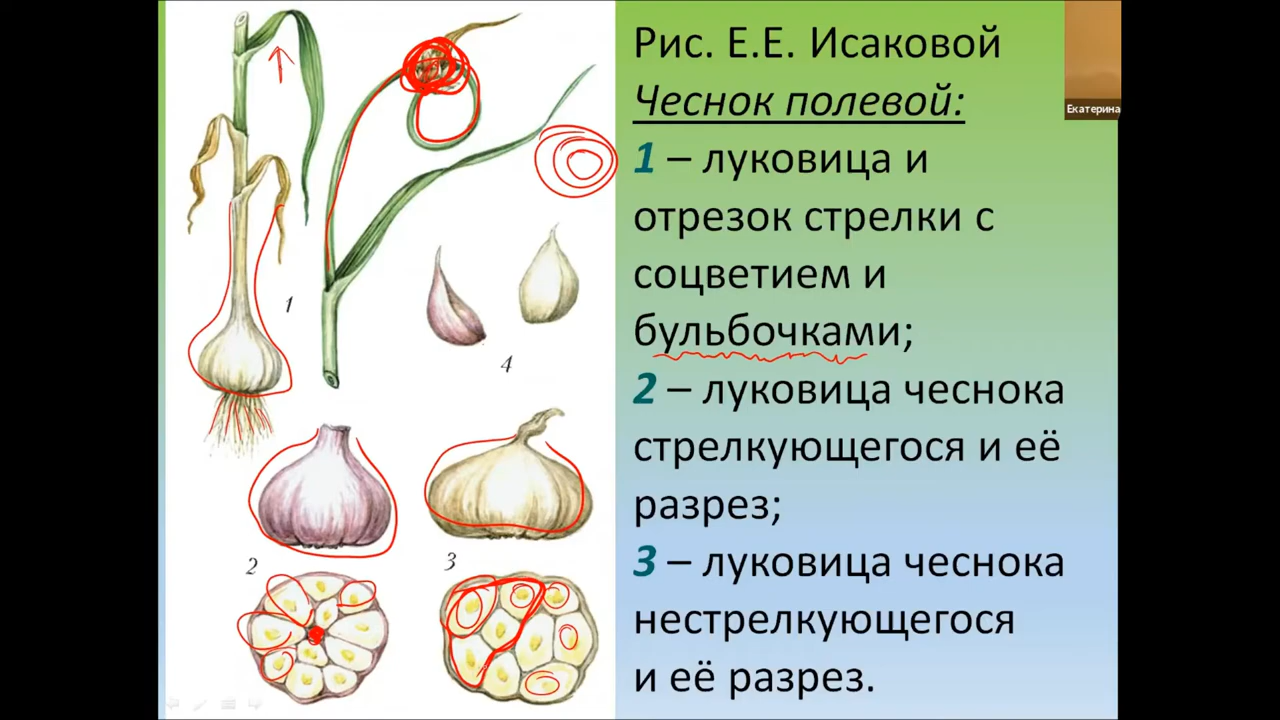 Рис. Е.Е. Исаковой
Чеснок полевой:
1 – луковица и
отрезок стрелки с
соцветием и
бульбочками;
2 – луковица чеснока
стрелкующегося и её
разрез;
3 – луковица чеснока
нестрелкующегося
и её разрез.
Екатерина
1
4
2
3